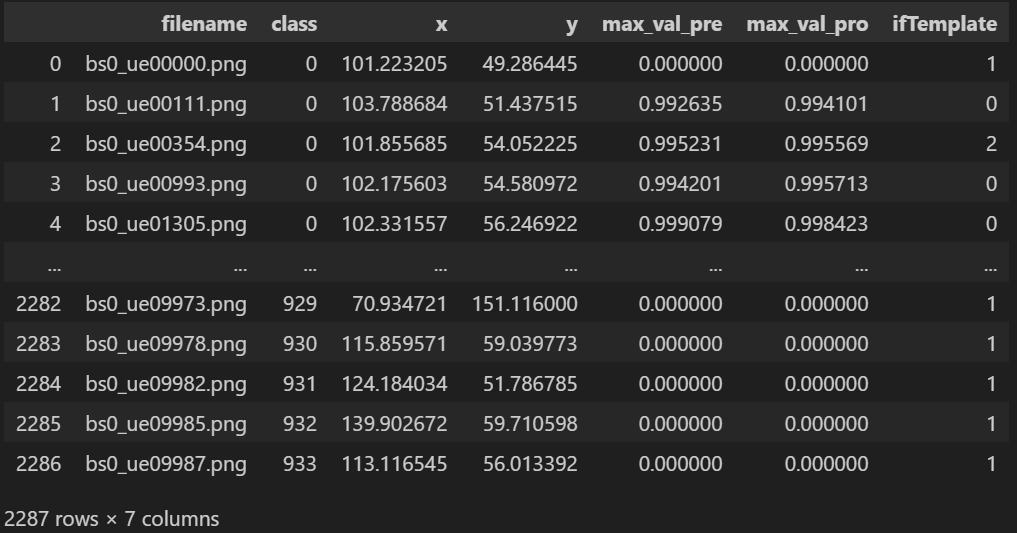 filename class x y max_val_pre max_val_pro ifTemplate
0 bs0_ue00000.png 0 101.223205 49.286445 0.000000 0.000000 1
1 bs0_ue00111.png 0 103.788684 51.437515 0.992635 0.994101 0
2 bs0_ue00354.png 0 101.855685 54.052225 0.995231 0.995569 2
3 bs0_ue00993.png 0 102.175603 54.580972 0.994201 0.995713 0
4 bs0_ue01305.png 0 102.331557 56.246922 0.999079 0.998423 0
... ... ... ... ... ... ... ...
2282 bs0_ue09973.png 929 70.934721 151.116000 0.000000 0.000000 1
2283 bs0_ue09978.png 930 115.859571 59.039773 0.000000 0.000000 1
2284 bs0_ue09982.png 931 124.184034 51.786785 0.000000 0.000000 1
2285 bs0_ue09985.png 932 139.902672 59.710598 0.000000 0.000000 1
2286 bs0_ue09987.png 933 113.116545 56.013392 0.000000 0.000000 1
2287 rows × 7 columns